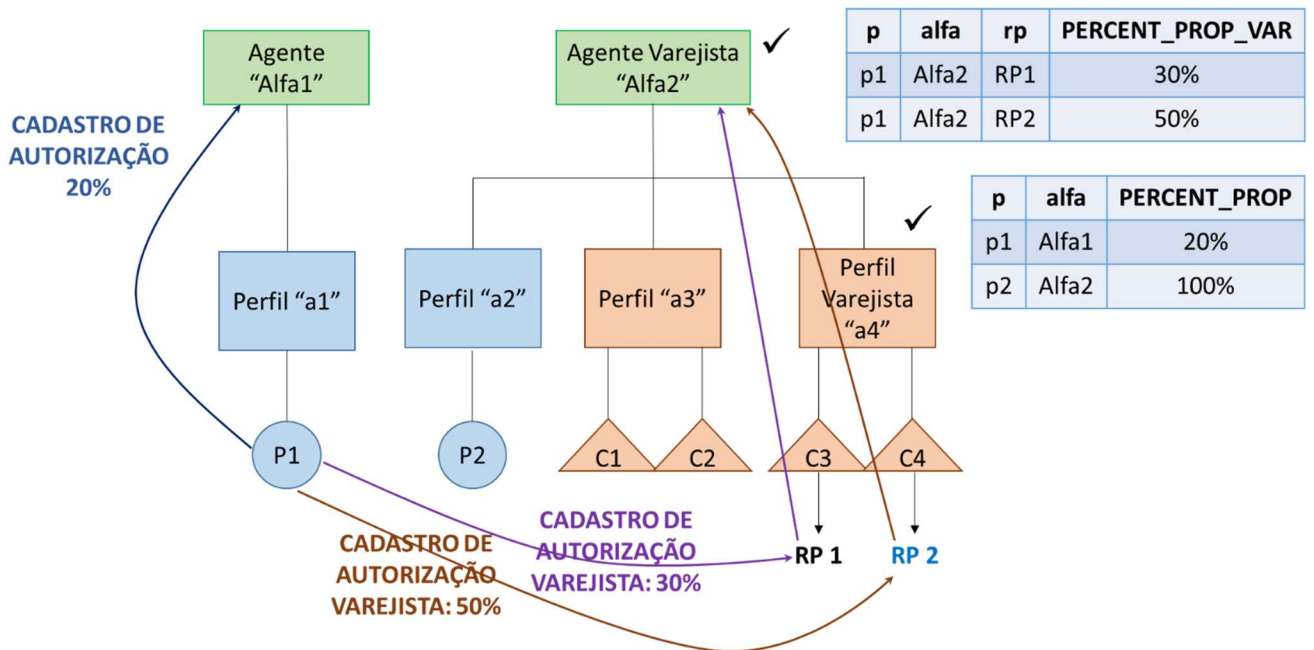 Agente
“Alfa1”
Agente Varejista
“Alfa2”
✓
p alfa rp PERCENT_PROP_VAR
p1 Alfa2 RP1 30%
p1 Alfa2 RP2 50%
CADASTRO DE
AUTORIZAÇÃO
20%
p alfa PERCENT_PROP
p1 Alfa1 20%
p2 Alfa2 100%
✓
Perfil “a1”
Perfil “a2”
Perfil “a3”
Perfil
Varejista
“a4”
P1
P2
C1
C2
C3
C4
CADASTRO DE
AUTORIZAÇÃO
VAREJISTA: 50%
CADASTRO DE
AUTORIZAÇÃO
VAREJISTA: 30%
RP 1
RP 2